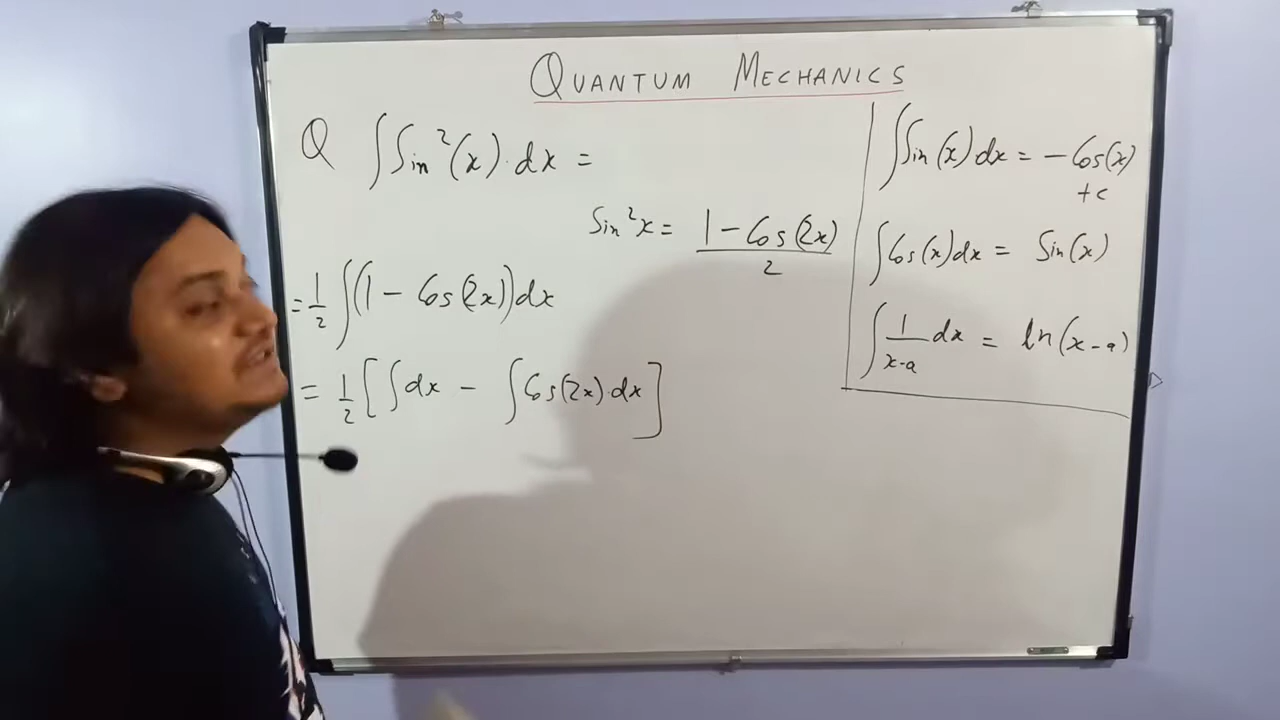 QUANTUM MECHANICS
Q ∫Sin²(x)·dx =
Sin²x = 1 - Cos(2x) / 2
= 1/2 ∫(1 - Cos(2x))dx
= 1/2 [∫dx - ∫Cos(2x)·dx]
∫Sin(x)dx = -Cos(x)
+c
∫Cos(x)dx = Sin(x)
∫ 1/(x-a) dx = ln(x-a)